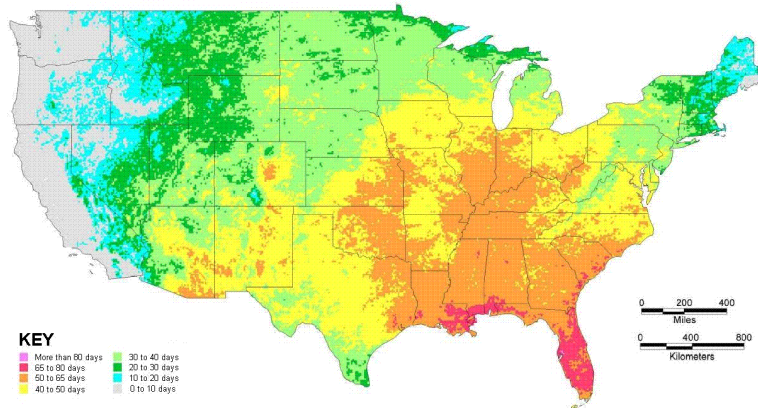 KEY
More than 80 days
65 to 80 days
50 to 65 days
40 to 50 days
30 to 40 days
20 to 30 days
10 to 20 days
0 to 10 days
0 200 400
Miles
0 400 800
Kilometers